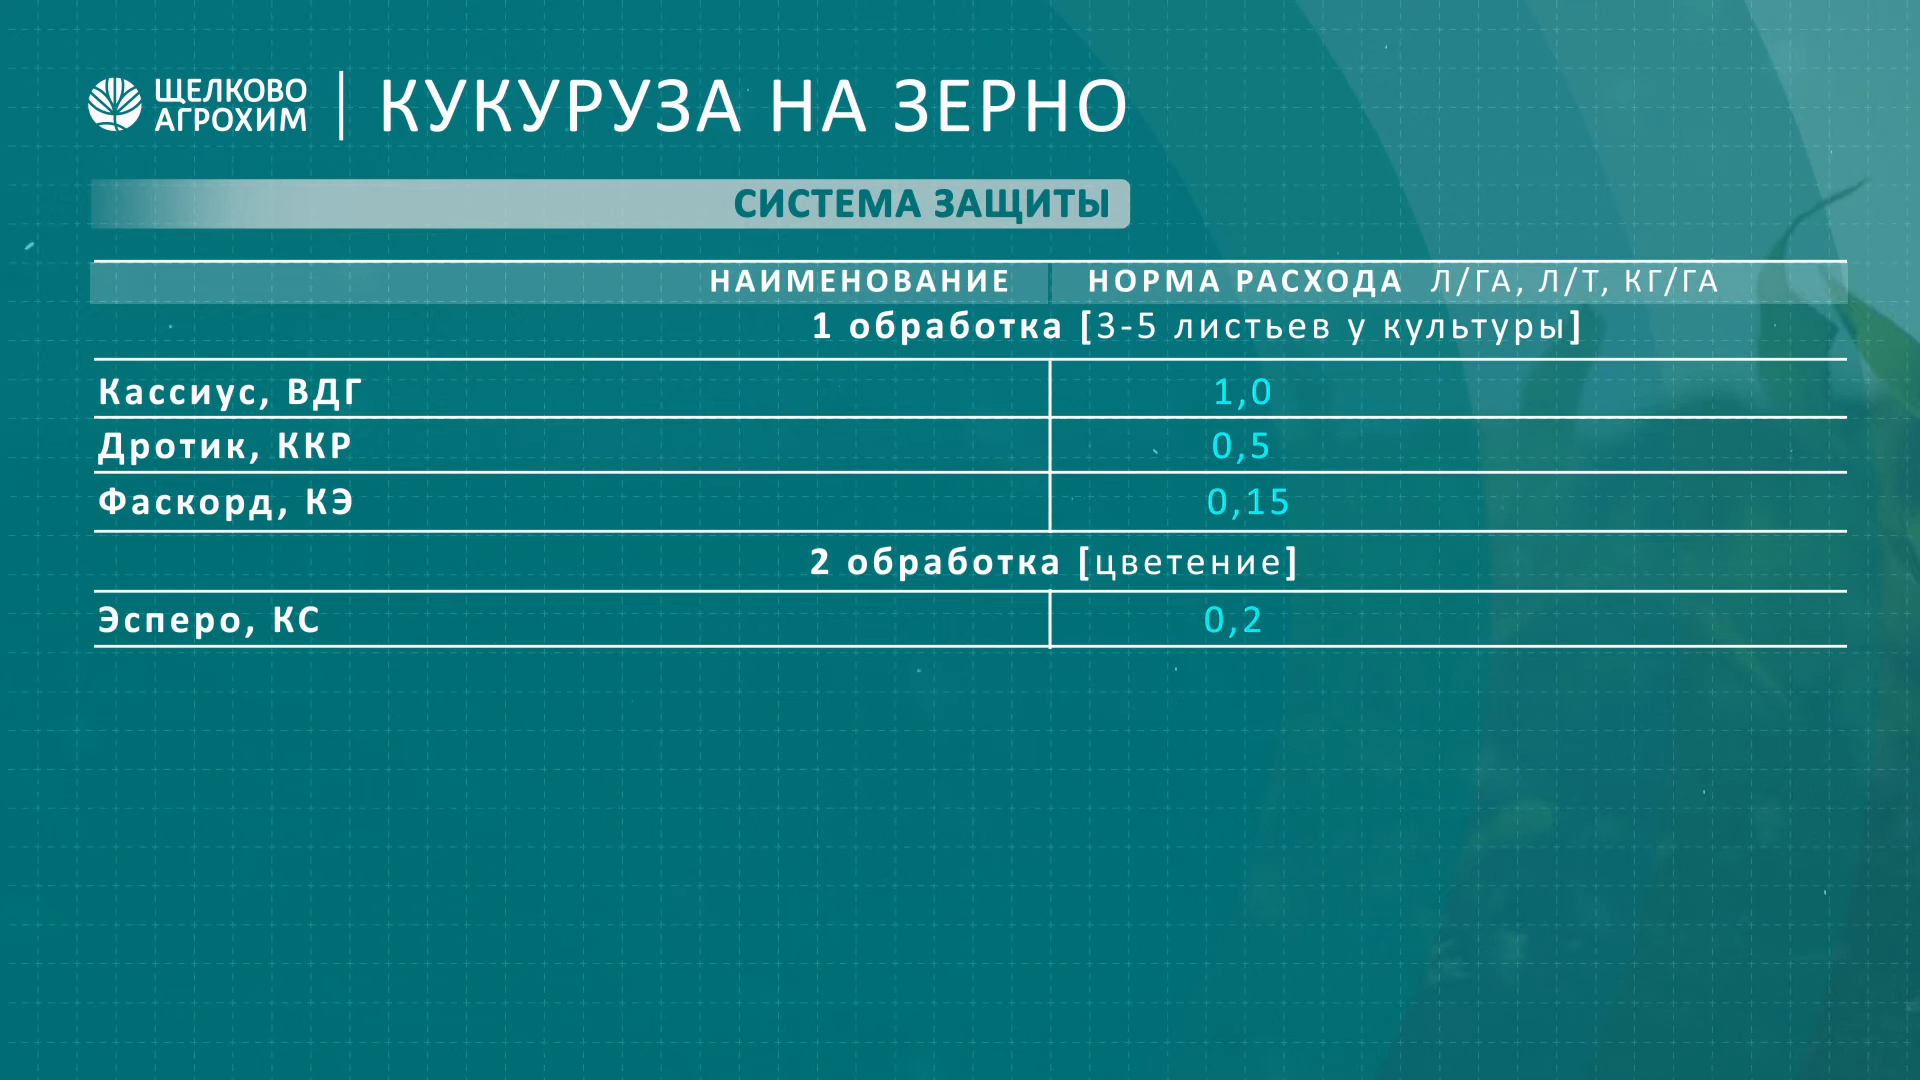 ЩЕЛКОВО
АГРОХИМ
КУКУРУЗА НА ЗЕРНО
СИСТЕМА ЗАЩИТЫ
НАИМЕНОВАНИЕ НОРМА РАСХОДА Л/ГА, Л/Т, КГ/ГА
1 обработка [3-5 листьев у культуры]
Кассиус, ВДГ 1,0
Дротик, ККР 0,5
Фаскорд, КЭ 0,15
2 обработка [цветение]
Эсперо, КС 0,2